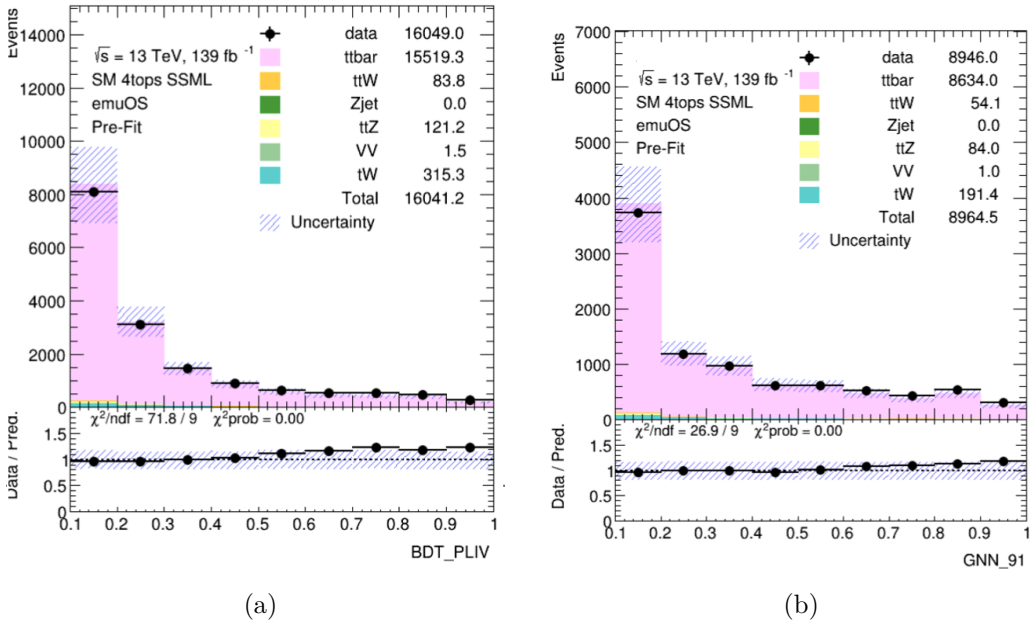 Events
14000
12000
10000
8000
6000
4000
2000
0
√s = 13 TeV, 139 fb -1
SM 4tops SSML
emuOS
Pre-Fit
data 16049.0
ttbar 15519.3
ttW 83.8
Zjet 0.0
ttZ 121.2
VV 1.5
tW 315.3
Total 16041.2
Uncertainty
χ²/ndf = 71.8 / 9 χ²prob = 0.00
Data / Pred.
1.5
1
0.5
0
0.1 0.2 0.3 0.4 0.5 0.6 0.7 0.8 0.9 1
BDT_PLIV
(a)
Events
7000
6000
5000
4000
3000
2000
1000
0
√s = 13 TeV, 139 fb -1
SM 4tops SSML
emuOS
Pre-Fit
data 8946.0
ttbar 8634.0
ttW 54.1
Zjet 0.0
ttZ 84.0
VV 1.0
tW 191.4
Total 8964.5
Uncertainty
χ²/ndf = 26.9 / 9 χ²prob = 0.00
Data / Pred.
1.5
1
0.5
0
0.1 0.2 0.3 0.4 0.5 0.6 0.7 0.8 0.9 1
GNN_91
(b)